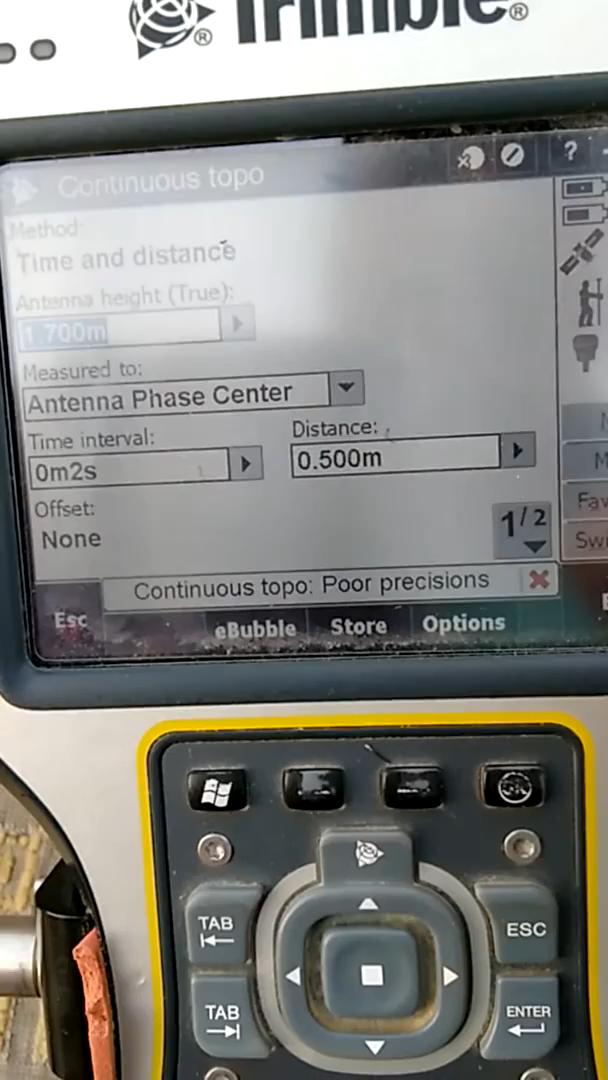 Trimble®
®
Continuous topo
?
Method:
Time and distance
Antenna height (True):
1.700m
Measured to:
Antenna Phase Center
Time interval:
Distance:
0m2s
0.500m
Offset:
None
1/2
M
Fav
Swi
Continuous topo: Poor precisions
Esc
eBubble
Store
Options
TAB
ESC
TAB
ENTER